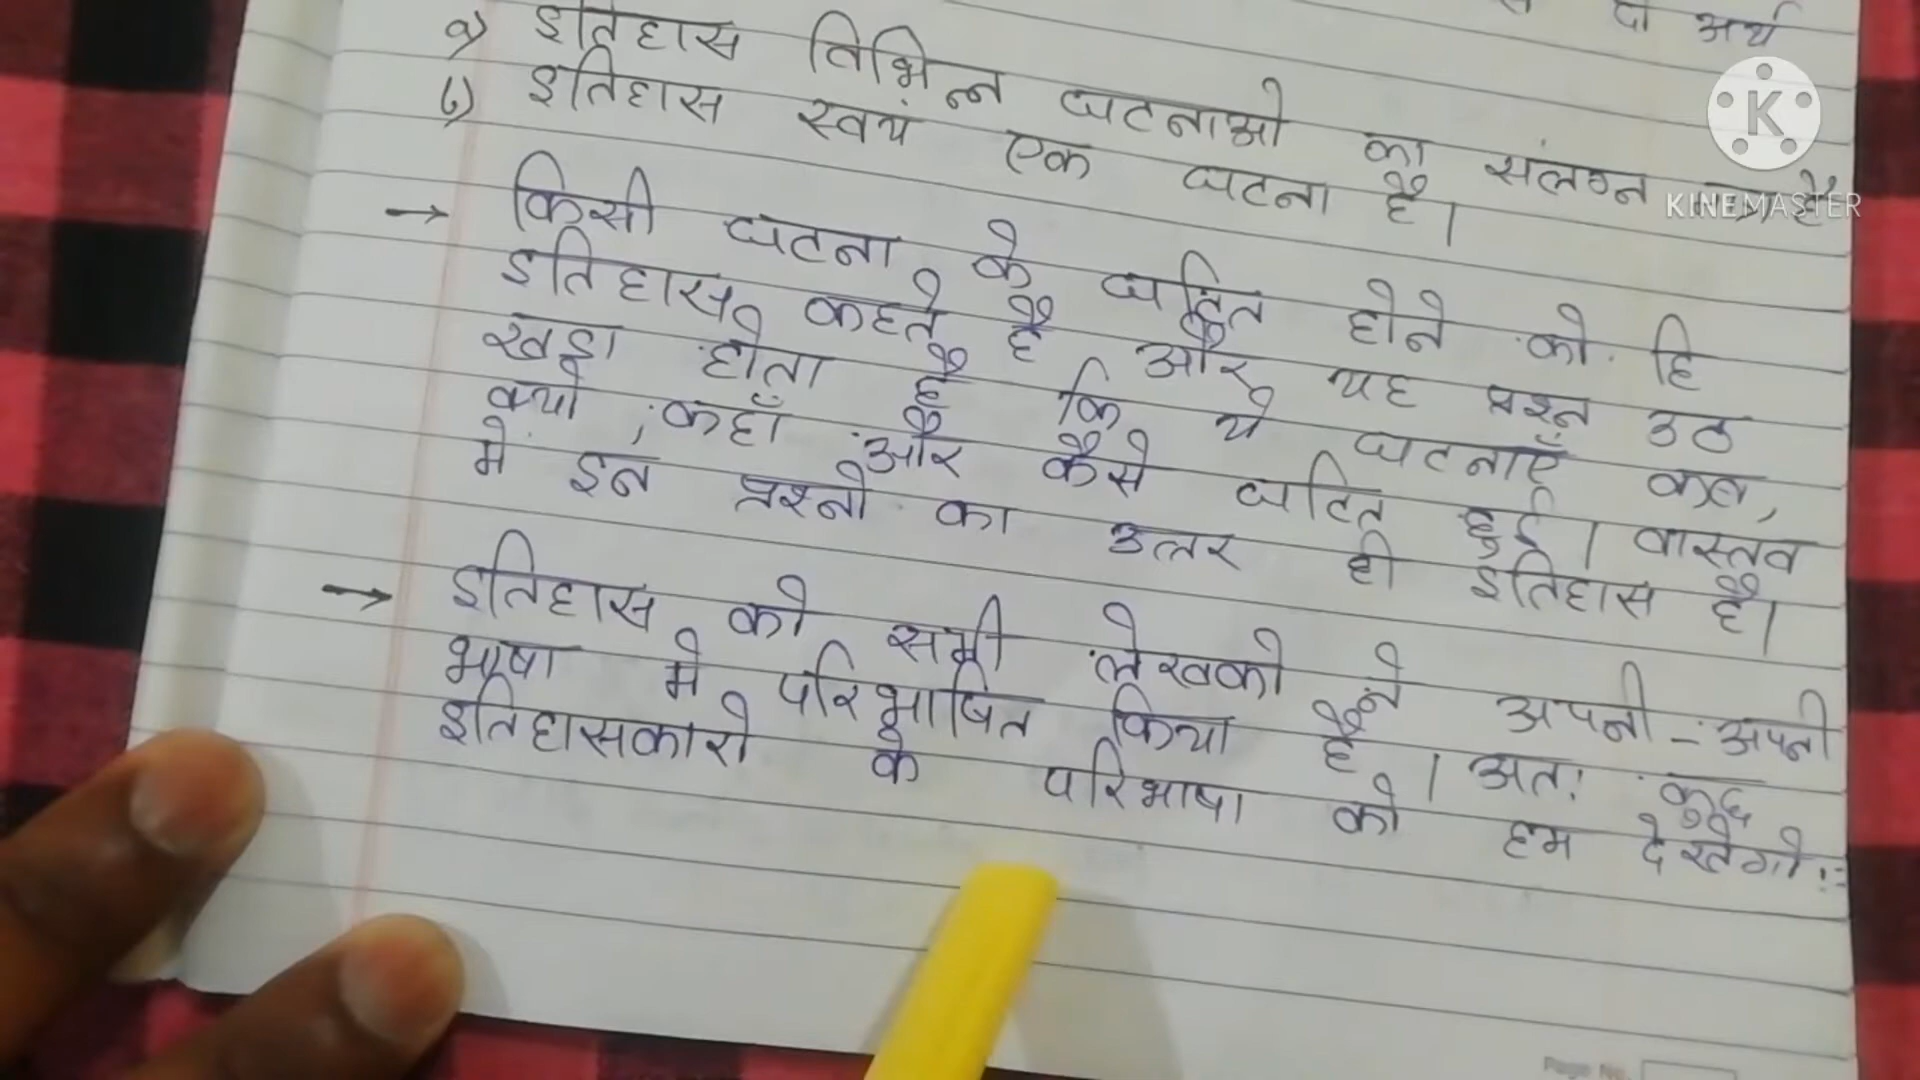 दो अर्थ
a) इतिहास विभिन्न घटनाओ का संलग्न है
b) इतिहास स्वयं एक घटना है।
→ किसी घटना के घटित होने को हि
इतिहास कहते है और यह प्रश्न उठ
खड़ा होता है कि ये घटनाएँ कब,
क्यो, कहाँ और कैसे घटित हुई। वास्तव
मे इन प्रश्नो का उत्तर ही इतिहास है।
→ इतिहास को सभी लेखको ने अपनी-अपनी
भाषा मे परिभाषित किया है। अतः कुछ
इतिहासकारो के परिभाषा को हम देखेगे:-
K
KINEMASTER
Page No.